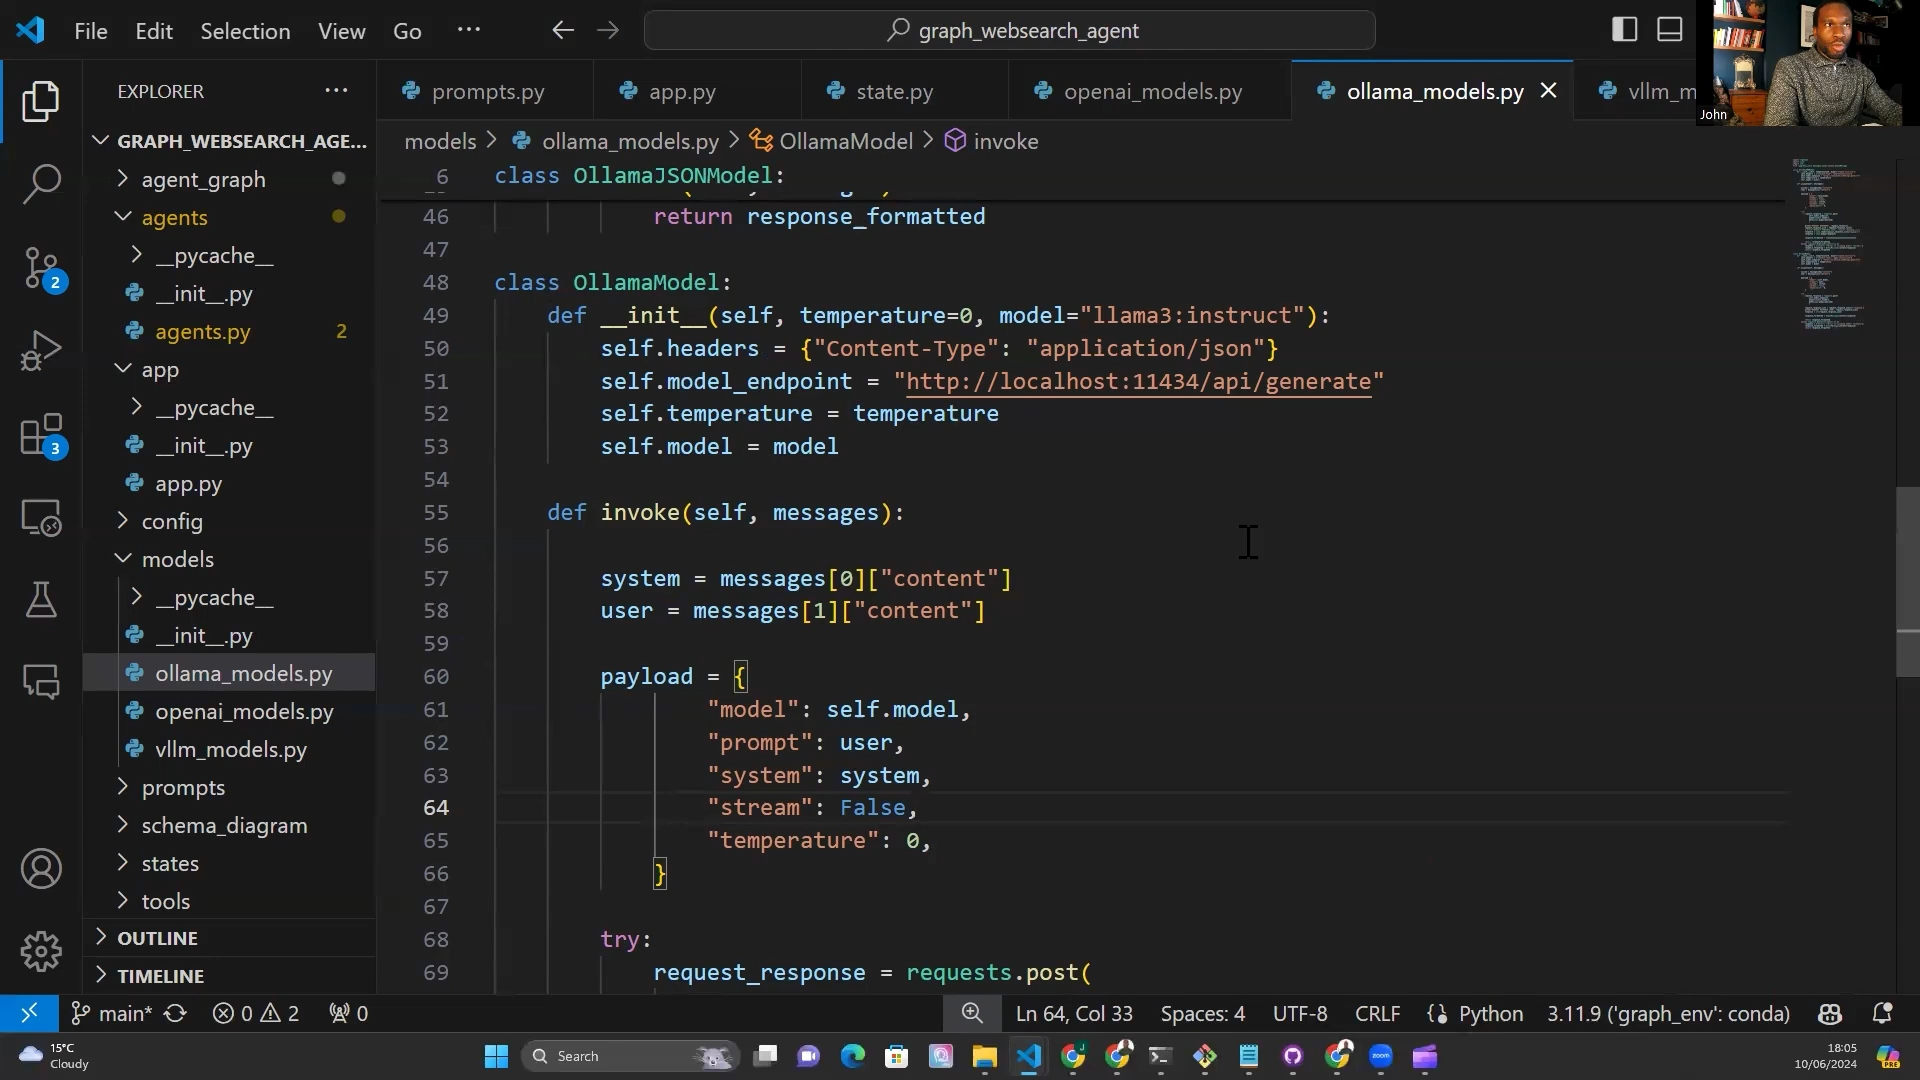 File Edit Selection View Go ··· graph_websearch_agent
John
EXPLORER ···
GRAPH_WEBSEARCH_AGE...
agent_graph
agents
__pycache__
__init__.py
agents.py 2
app
__pycache__
__init__.py
app.py
config
models
__pycache__
__init__.py
ollama_models.py
openai_models.py
vllm_models.py
prompts
schema_diagram
states
tools
OUTLINE
TIMELINE
2
3
prompts.py app.py state.py openai_models.py ollama_models.py vllm_m
models > ollama_models.py > OllamaModel > invoke
6 class OllamaJSONModel:
46 return response_formatted
47
48 class OllamaModel:
49 def __init__(self, temperature=0, model="llama3:instruct"):
50 self.headers = {"Content-Type": "application/json"}
51 self.model_endpoint = "http://localhost:11434/api/generate"
52 self.temperature = temperature
53 self.model = model
54
55 def invoke(self, messages):
56
57 system = messages[0]["content"]
58 user = messages[1]["content"]
59
60 payload = {
61 "model": self.model,
62 "prompt": user,
63 "system": system,
64 "stream": False,
65 "temperature": 0,
66 }
67
68 try:
69 request_response = requests.post(
main* 0 2 0 Ln 64, Col 33 Spaces: 4 UTF-8 CRLF Python 3.11.9 ('graph_env': conda)
15°C
Cloudy
Search
zoom
PRE
18:05
10/06/2024